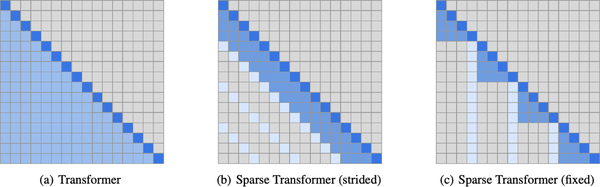 (a) Transformer
(b) Sparse Transformer (strided)
(c) Sparse Transformer (fixed)